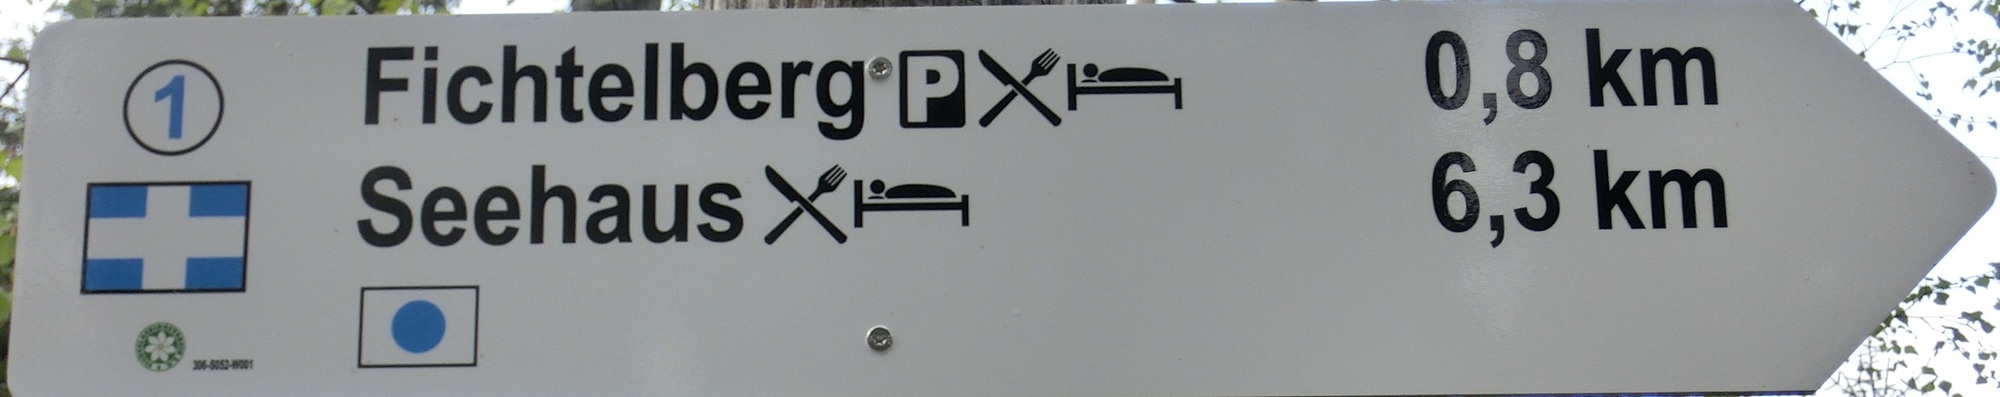 1 Fichtelberg P 0,8 km
Seehaus 6,3 km
306-S052-W001